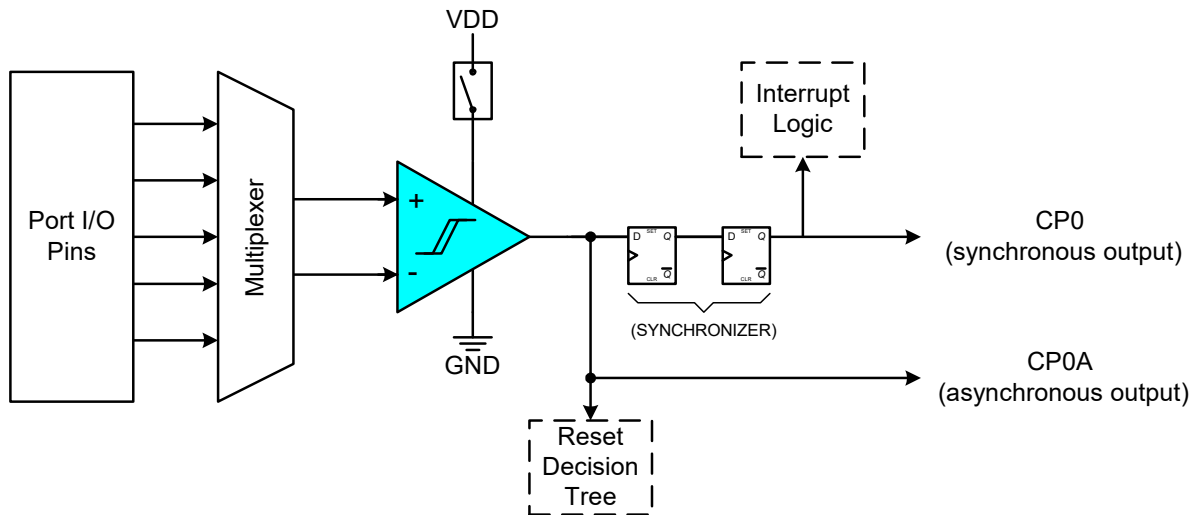 VDD
Port I/O
Pins
Multiplexer
+
-
GND
D
SET
Q
CLR
Q
D
SET
Q
CLR
Q
(SYNCHRONIZER)
Interrupt
Logic
CP0
(synchronous output)
CP0A
(asynchronous output)
Reset
Decision
Tree